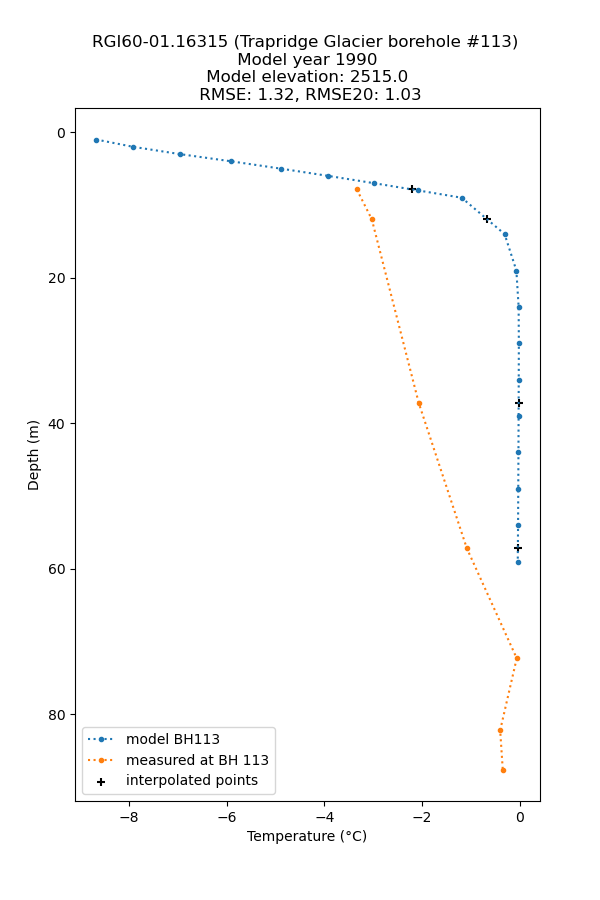 RGI60-01.16315 (Trapridge Glacier borehole #113)
Model year 1990
Model elevation: 2515.0
RMSE: 1.32, RMSE20: 1.03
0
20
40
60
80
Depth (m)
model BH113
measured at BH 113
interpolated points
−8
−6
−4
−2
0
Temperature (°C)